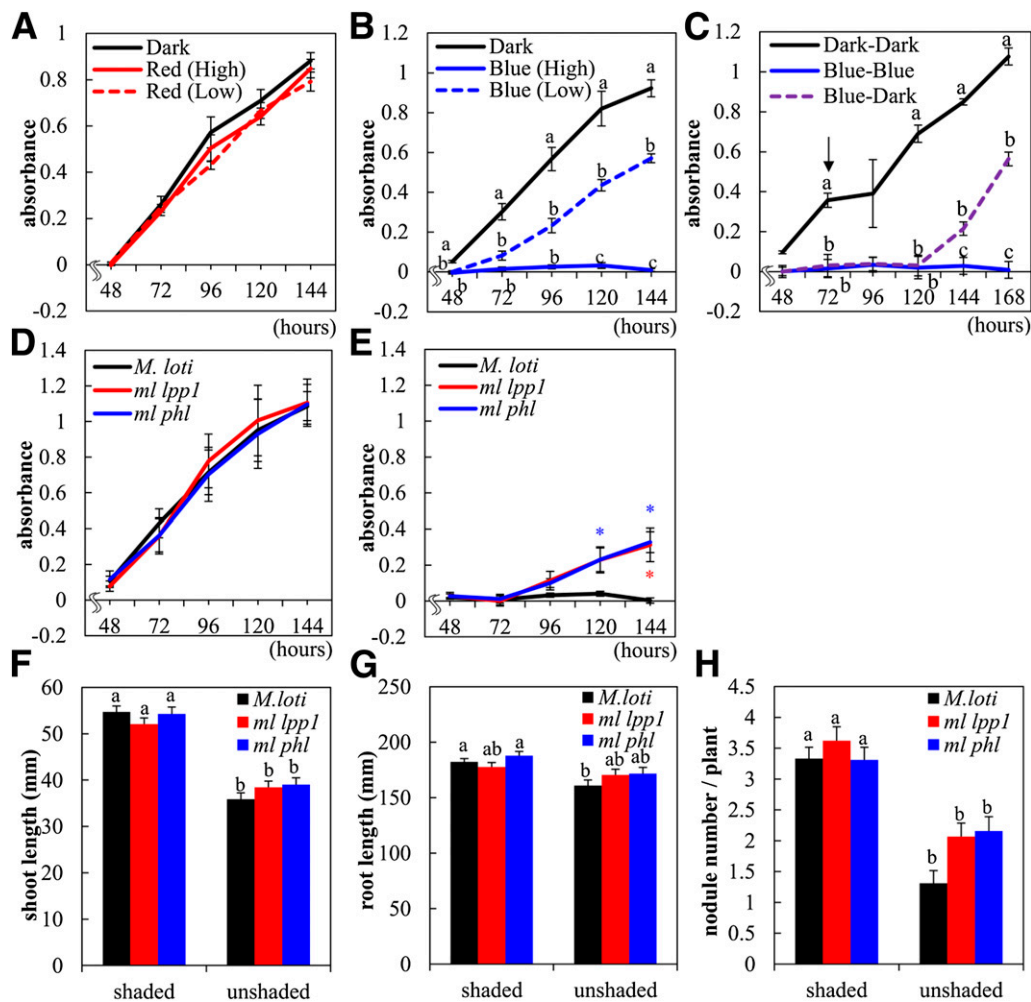 A
absorbance
1
0.8
0.6
0.4
0.2
0
-0.2
Dark
Red (High)
Red (Low)
48 72 96 120 144
(hours)
B
absorbance
1.2
1
0.8
0.6
0.4
0.2
0
-0.2
Dark
Blue (High)
Blue (Low)
a a a a a
b b b b b
b b c c c
48 72 96 120 144
(hours)
C
absorbance
1.2
1
0.8
0.6
0.4
0.2
0
-0.2
Dark-Dark
Blue-Blue
Blue-Dark
a a a a
b b b b
b b c c
48 72 96 120 144 168
(hours)
D
absorbance
1.4
1.2
1
0.8
0.6
0.4
0.2
0
-0.2
M. loti
ml lpp1
ml phl
48 72 96 120 144
(hours)
E
absorbance
1.4
1.2
1
0.8
0.6
0.4
0.2
0
-0.2
M. loti
ml lpp1
ml phl
* *
*
48 72 96 120 144
(hours)
F
shoot length (mm)
60
50
40
30
20
10
0
M.loti
ml lpp1
ml phl
a a a b b b
shaded unshaded
G
root length (mm)
250
200
150
100
50
0
M.loti
ml lpp1
ml phl
a ab a b ab ab
shaded unshaded
H
nodule number / plant
4.5
4
3.5
3
2.5
2
1.5
1
0.5
0
M.loti
ml lpp1
ml phl
a a a b b b
shaded unshaded